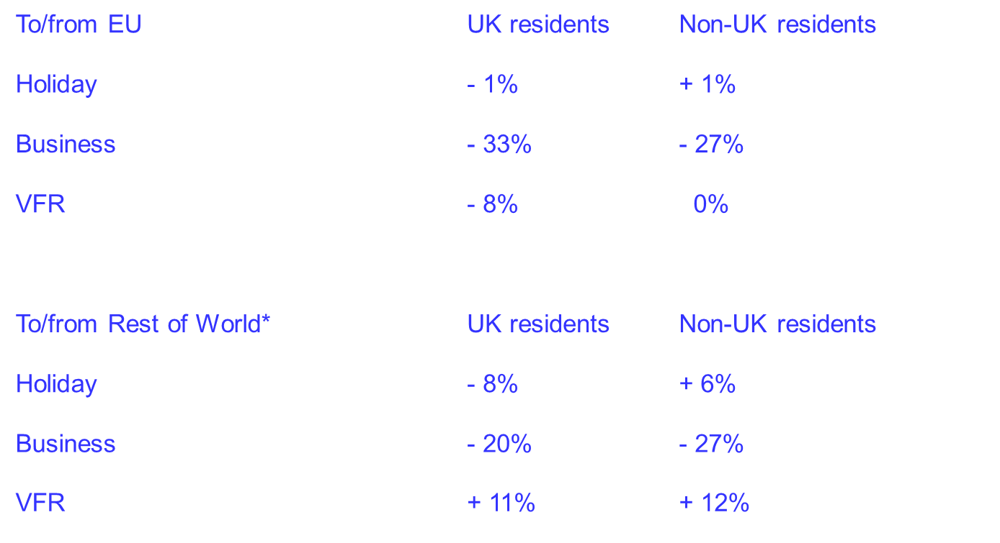 To/from EU UK residents Non-UK residents
Holiday - 1% + 1%
Business - 33% - 27%
VFR - 8% 0%
To/from Rest of World* UK residents Non-UK residents
Holiday - 8% + 6%
Business - 20% - 27%
VFR + 11% + 12%